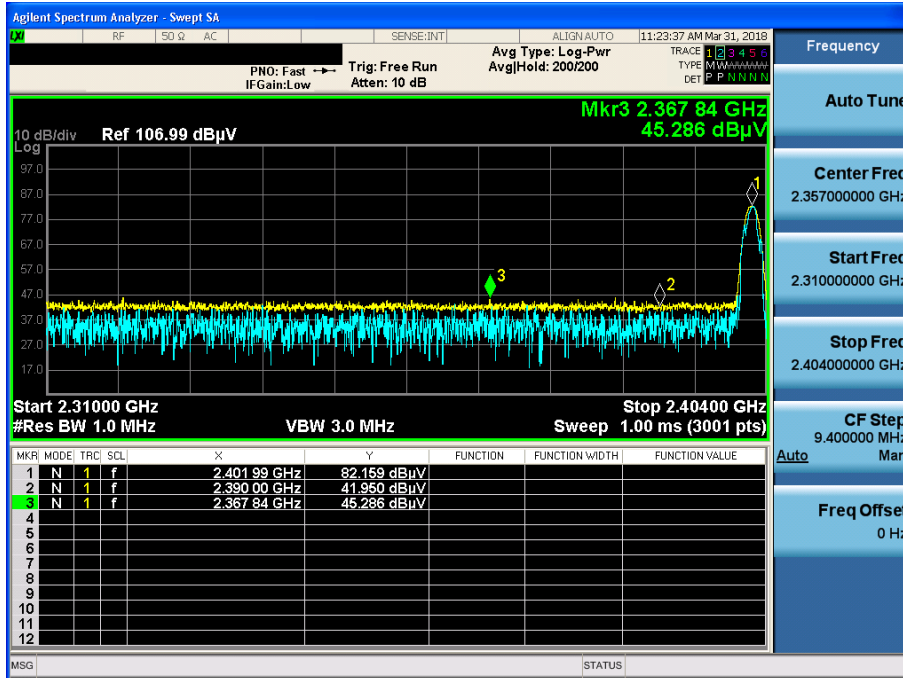 Agilent Spectrum Analyzer - Swept SA
LXI RF 50 Ω AC SENSE:INT ALIGN AUTO 11:23:37 AM Mar 31, 2018
PNO: Fast
IFGain:Low
Trig: Free Run
Atten: 10 dB
Avg Type: Log-Pwr
Avg|Hold: 200/200
TRACE 1 2 3 4 5 6
TYPE M W
DET P P N N N N
Mkr3 2.367 84 GHz
45.286 dBµV
10 dB/div Ref 106.99 dBµV
Log
97.0
87.0
77.0
67.0
57.0
47.0
37.0
27.0
17.0
1
2
3
Start 2.31000 GHz Stop 2.40400 GHz
#Res BW 1.0 MHz VBW 3.0 MHz Sweep 1.00 ms (3001 pts)
MKR MODE TRC SCL X Y FUNCTION FUNCTION WIDTH FUNCTION VALUE
1 N 1 f 2.401 99 GHz 82.159 dBµV
2 N 1 f 2.390 00 GHz 41.950 dBµV
3 N 1 f 2.367 84 GHz 45.286 dBµV
4
5
6
7
8
9
10
11
12
MSG STATUS
Frequency
Auto Tune
Center Freq
2.357000000 GHz
Start Freq
2.310000000 GHz
Stop Freq
2.404000000 GHz
CF Step
9.400000 MHz
Auto Man
Freq Offset
0 Hz